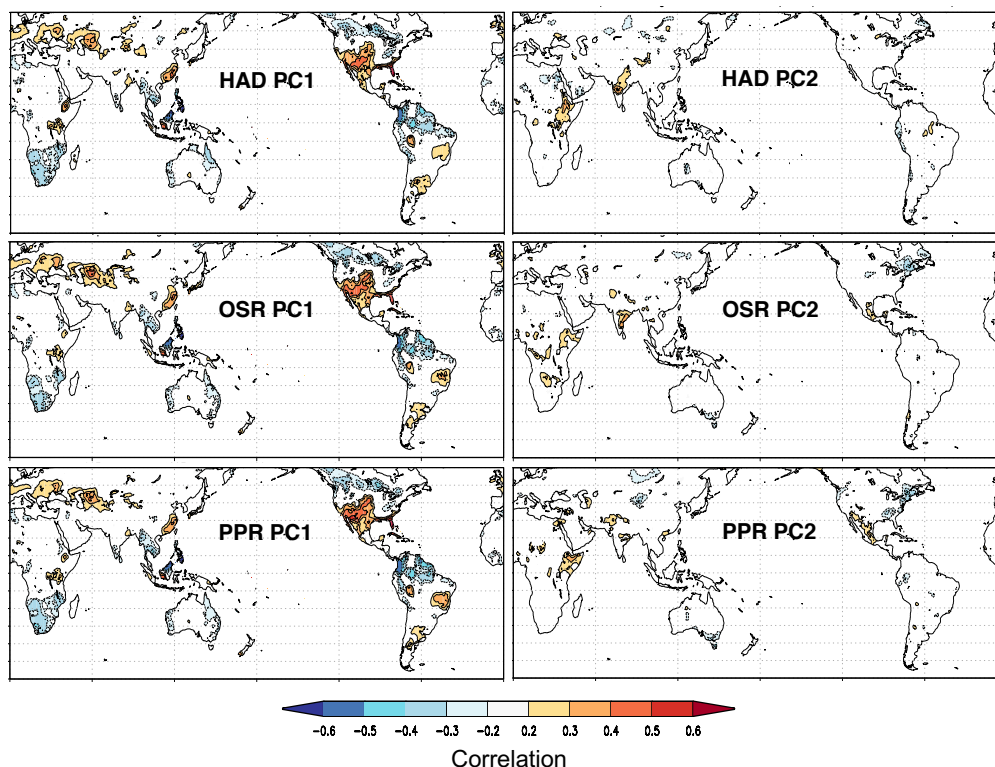 HAD PC1
HAD PC2
OSR PC1
OSR PC2
PPR PC1
PPR PC2
-0.6 -0.5 -0.4 -0.3 -0.2 0.2 0.3 0.4 0.5 0.6
Correlation